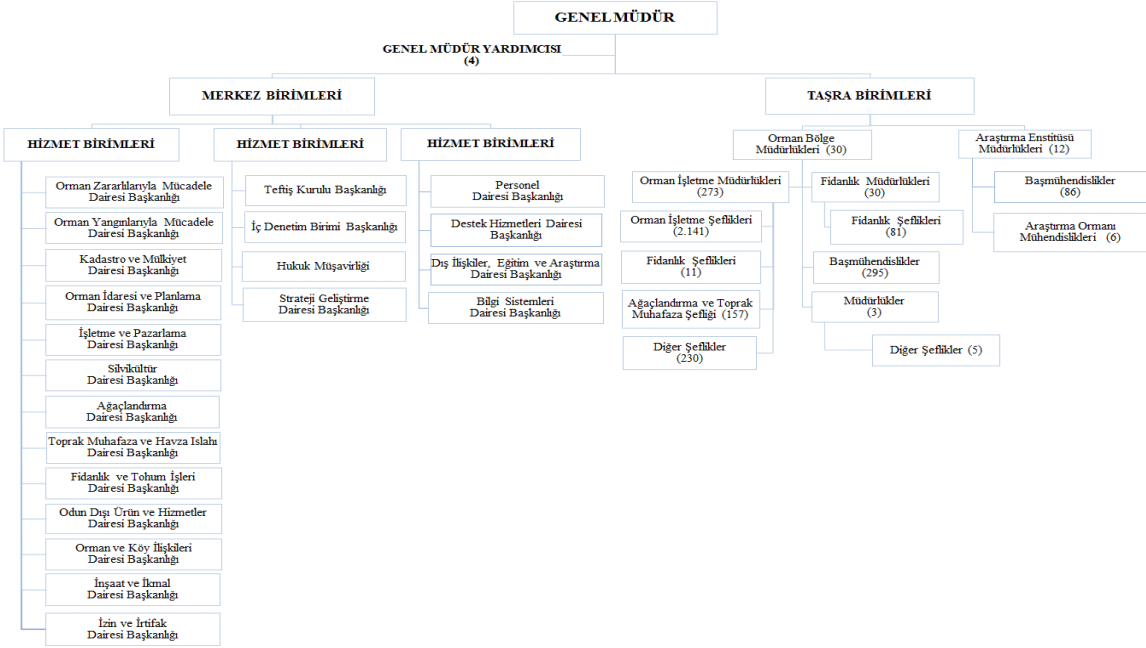 GENEL MÜDÜR
GENEL MÜDÜR YARDIMCISI
(4)
MERKEZ BİRİMLERİ
TAŞRA BİRİMLERİ
HİZMET BİRİMLERİ
HİZMET BİRİMLERİ
HİZMET BİRİMLERİ
Orman Zararlılarıyla Mücadele
Dairesi Başkanlığı
Orman Yangınlarıyla Mücadele
Dairesi Başkanlığı
Kadastro ve Mülkiyet
Dairesi Başkanlığı
Orman İdaresi ve Planlama
Dairesi Başkanlığı
İşletme ve Pazarlama
Dairesi Başkanlığı
Silvikültür
Dairesi Başkanlığı
Ağaçlandırma
Dairesi Başkanlığı
Toprak Muhafaza ve Havza Islahı
Dairesi Başkanlığı
Fidanlık ve Tohum İşleri
Dairesi Başkanlığı
Odun Dışı Ürün ve Hizmetler
Dairesi Başkanlığı
Orman ve Köy İlişkileri
Dairesi Başkanlığı
İnşaat ve İkmal
Dairesi Başkanlığı
İzin ve İrtifak
Dairesi Başkanlığı
Teftiş Kurulu Başkanlığı
İç Denetim Birimi Başkanlığı
Hukuk Müşavirliği
Strateji Geliştirme
Dairesi Başkanlığı
Personel
Dairesi Başkanlığı
Destek Hizmetleri Dairesi
Başkanlığı
Dış İlişkiler, Eğitim ve Araştırma
Dairesi Başkanlığı
Bilgi Sistemleri
Dairesi Başkanlığı
Orman Bölge
Müdürlükleri (30)
Orman İşletme Müdürlükleri
(273)
Orman İşletme Şeflikleri
(2.141)
Fidanlık Şeflikleri
(11)
Ağaçlandırma ve Toprak
Muhafaza Şefliği (157)
Diğer Şeflikler
(230)
Fidanlık Müdürlükleri
(30)
Fidanlık Şeflikleri
(81)
Başmühendislikler
(295)
Müdürlükler
(3)
Diğer Şeflikler (5)
Araştırma Enstitüsü
Müdürlükleri (12)
Başmühendislikler
(86)
Araştırma Ormanı
Mühendislikleri (6)